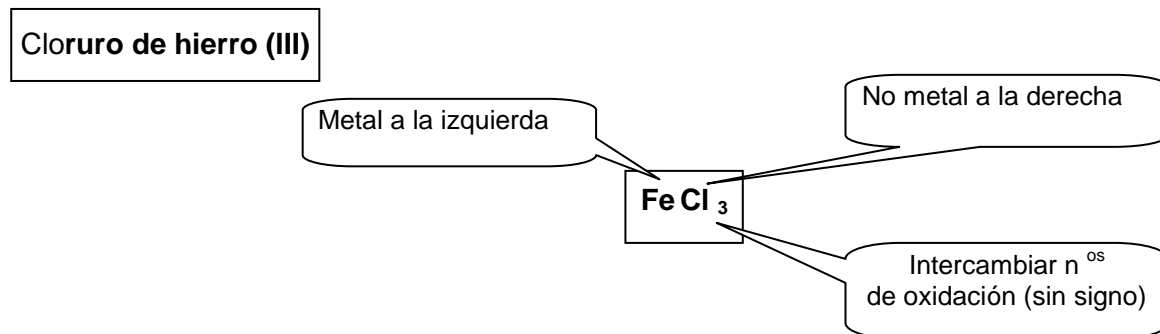 Cloruro de hierro (III)
No metal a la derecha
Metal a la izquierda
Fe Cl 3
Intercambiar n os
de oxidación (sin signo)